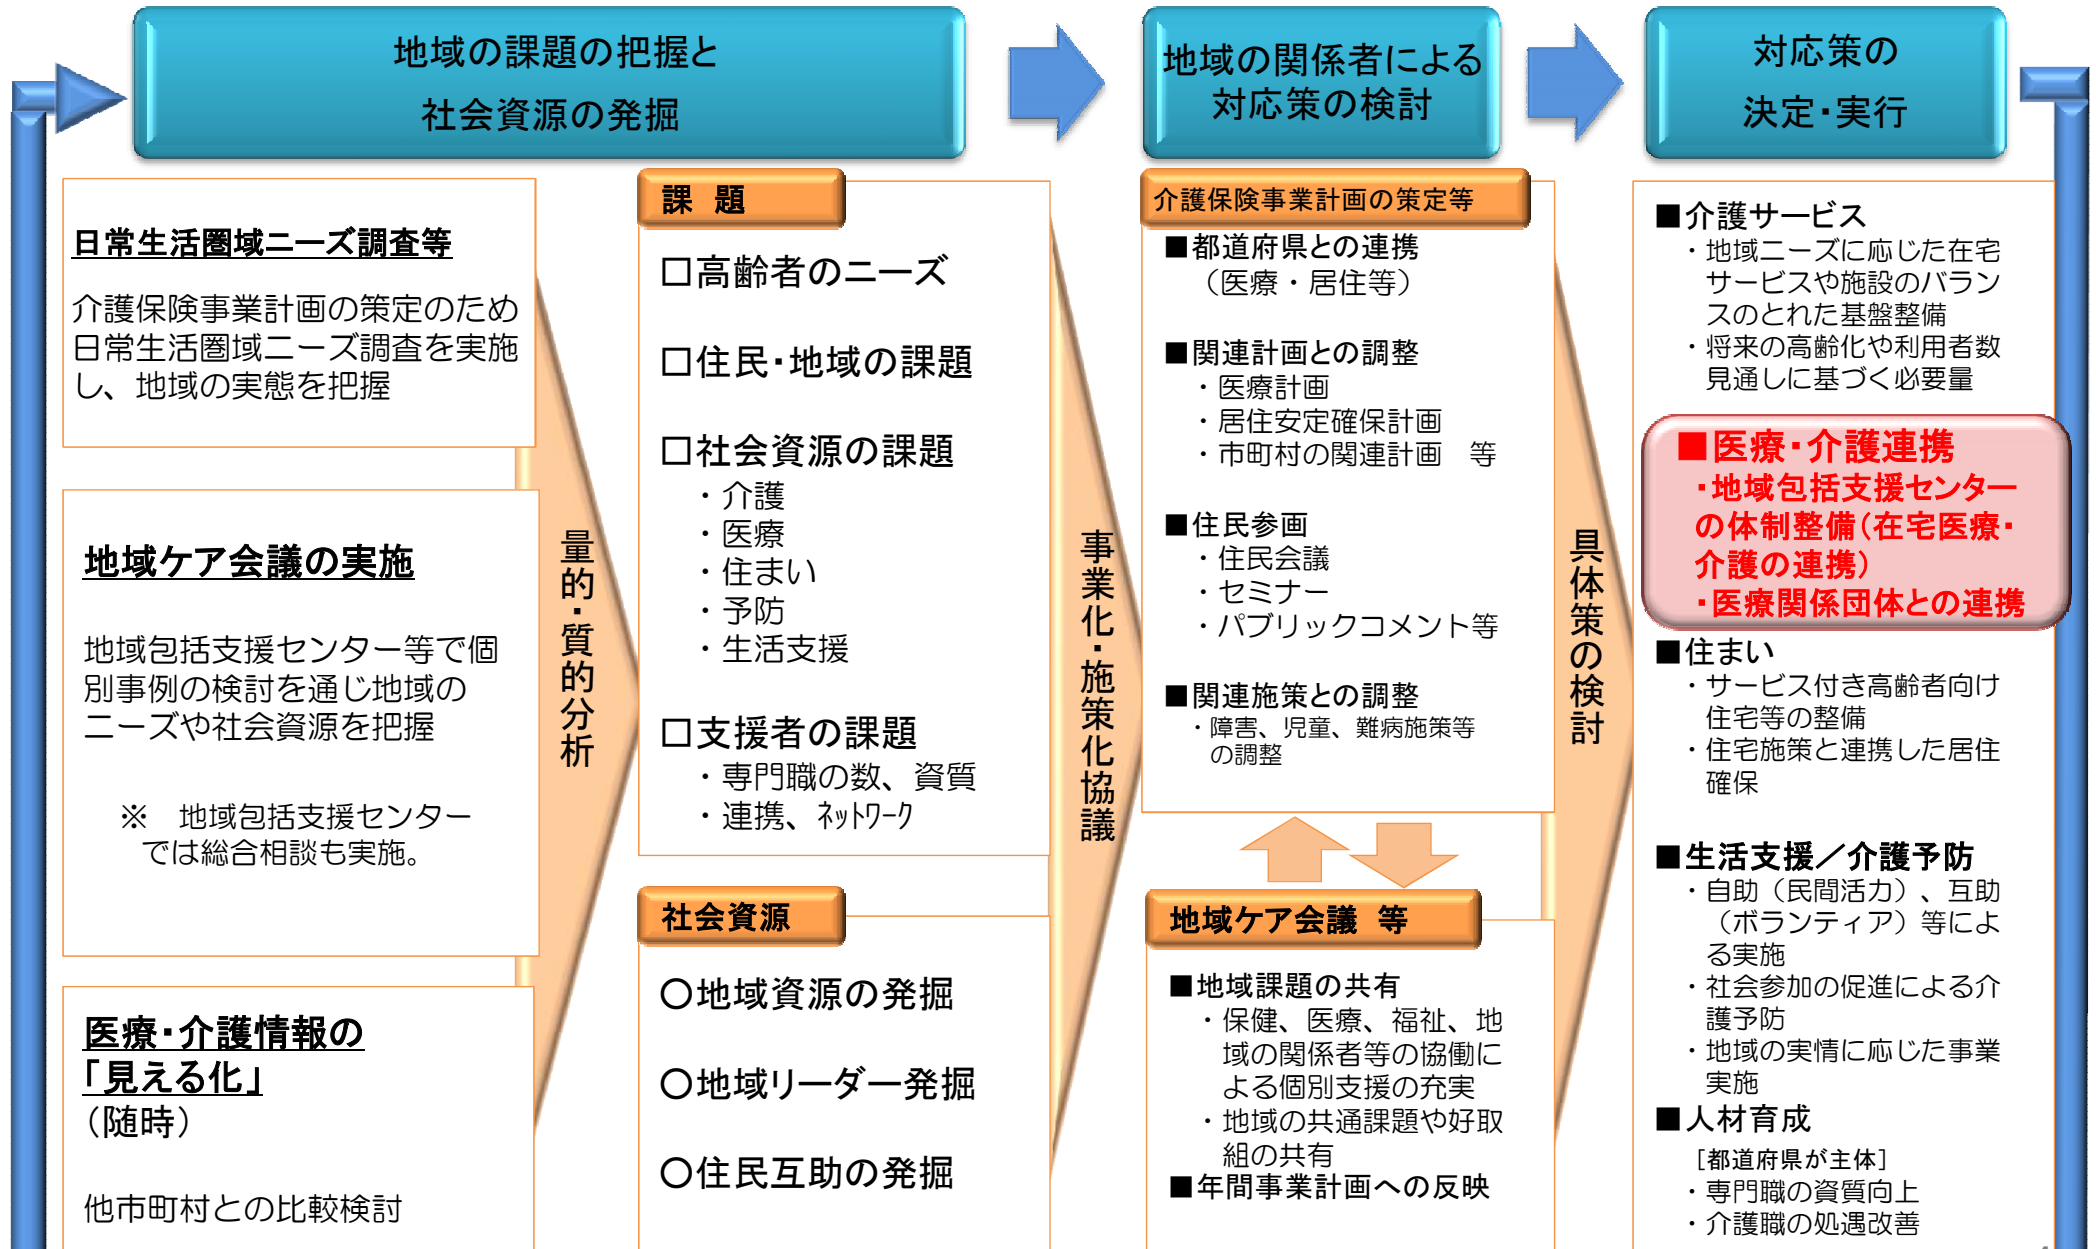 地域の課題の把握と
社会資源の発掘
地域の関係者による
対応策の検討
対応策の
決定・実行
日常生活圏域ニーズ調査等
介護保険事業計画の策定のため
日常生活圏域ニーズ調査を実施
し、地域の実態を把握
地域ケア会議の実施
地域包括支援センター等で個
別事例の検討を通じ地域の
ニーズや社会資源を把握
※　地域包括支援センター
では総合相談も実施。
医療・介護情報の
「見える化」
（随時）
他市町村との比較検討
量的・質的分析
課　題
□高齢者のニーズ
□住民・地域の課題
□社会資源の課題
・介護
・医療
・住まい
・予防
・生活支援
□支援者の課題
・専門職の数、資質
・連携、ﾈｯﾄﾜｰｸ
社会資源
○地域資源の発掘
○地域リーダー発掘
○住民互助の発掘
事業化・施策化協議
介護保険事業計画の策定等
■都道府県との連携
（医療・居住等）
■関連計画との調整
・医療計画
・居住安定確保計画
・市町村の関連計画　等
■住民参画
・住民会議
・セミナー
・パブリックコメント等
■関連施策との調整
・障害、児童、難病施策等
の調整
地域ケア会議　等
■地域課題の共有
・保健、医療、福祉、地
域の関係者等の協働に
よる個別支援の充実
・地域の共通課題や好取
組の共有
■年間事業計画への反映
具体策の検討
■介護サービス
・地域ニーズに応じた在宅
サービスや施設のバラン
スのとれた基盤整備
・将来の高齢化や利用者数
見通しに基づく必要量
■医療・介護連携
・地域包括支援センター
の体制整備（在宅医療・
介護の連携）
・医療関係団体との連携
■住まい
・サービス付き高齢者向け
住宅等の整備
・住宅施策と連携した居住
確保
■生活支援／介護予防
・自助（民間活力）、互助
（ボランティア）等によ
る実施
・社会参加の促進による介
護予防
・地域の実情に応じた事業
実施
■人材育成
［都道府県が主体］
・専門職の資質向上
・介護職の処遇改善